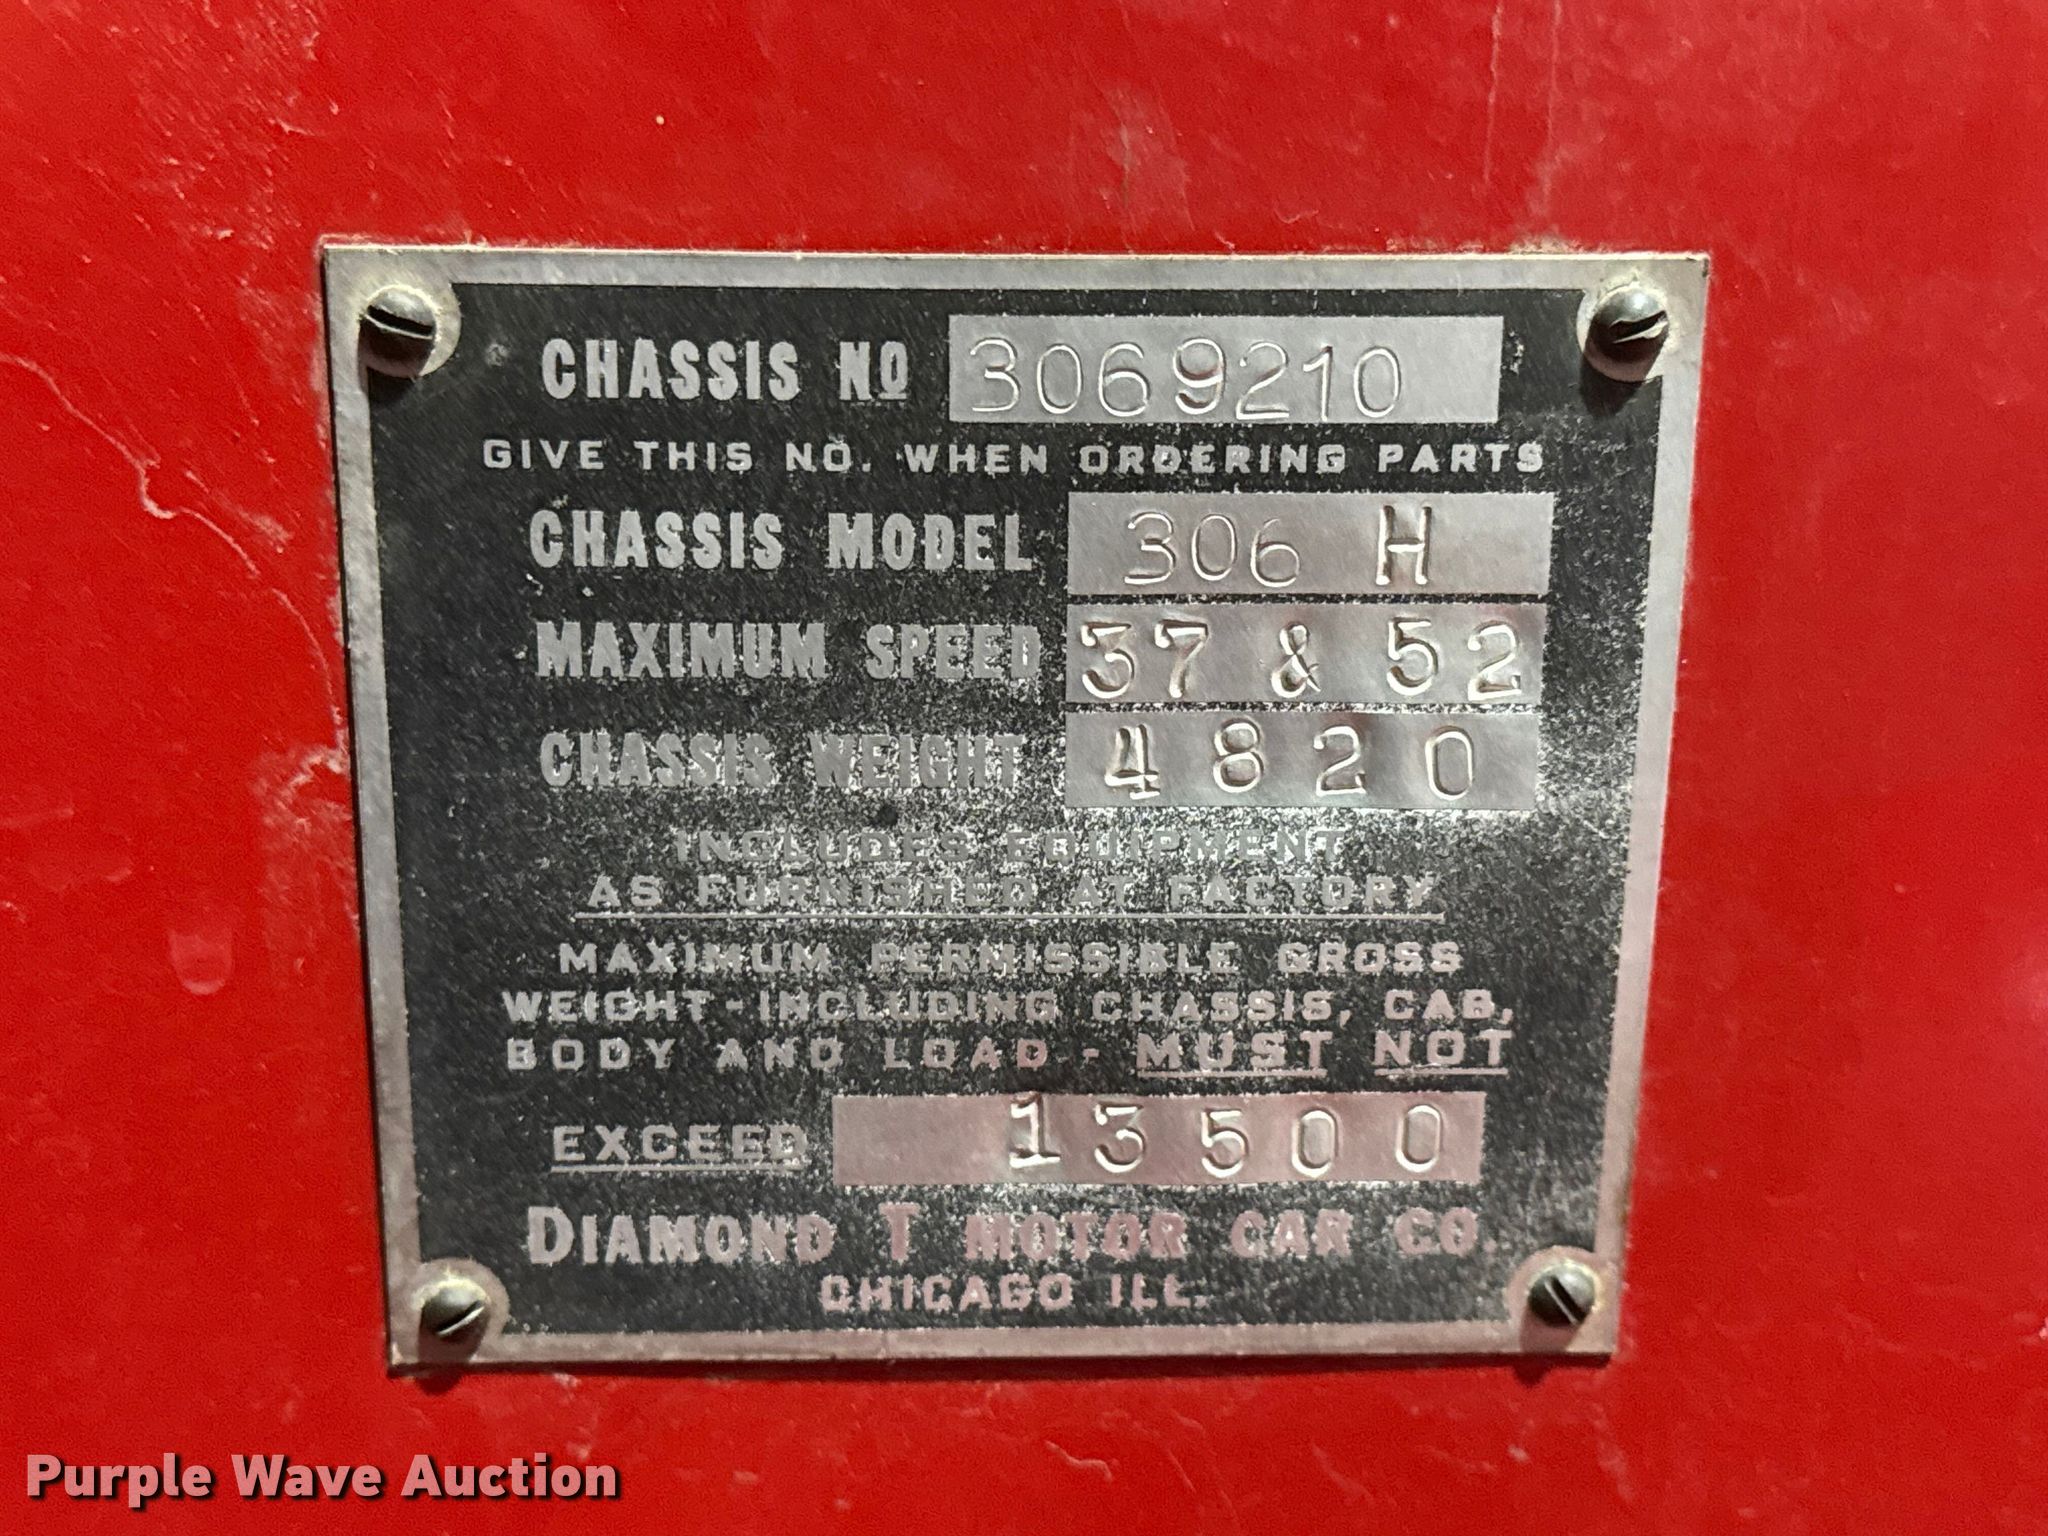 CHASSIS NO 3069210
GIVE THIS NO. WHEN ORDERING PARTS
CHASSIS MODEL 306 H
MAXIMUM SPEED 37 & 52
CHASSIS WEIGHT 4820
INCLUDES EQUIPMENT
AS FURNISHED AT FACTORY
MAXIMUM PERMISSIBLE GROSS
WEIGHT - INCLUDING CHASSIS, CAB,
BODY AND LOAD - MUST NOT
EXCEED 13500
DIAMOND T MOTOR CAR CO.
CHICAGO ILL.
Purple Wave Auction